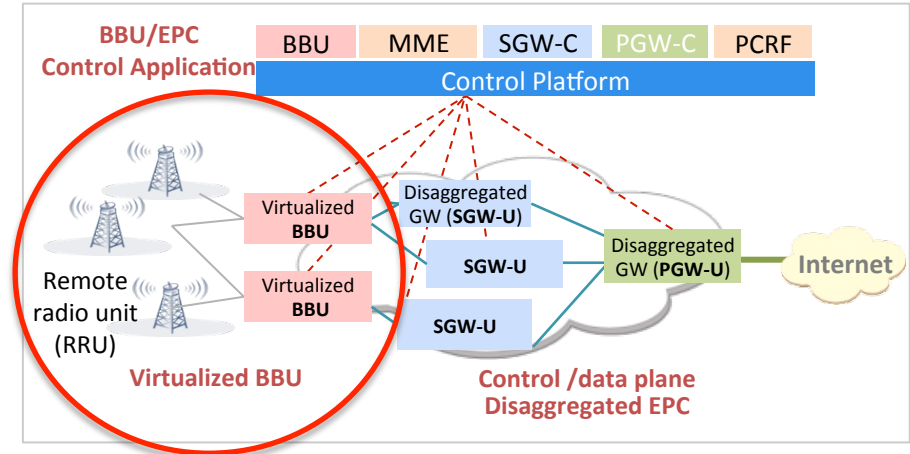 BBU/EPC
Control Application
BBU MME SGW-C PGW-C PCRF
Control Platform
Virtualized
BBU
Disaggregated
GW (SGW-U)
SGW-U
Disaggregated
GW (PGW-U)
Internet
Remote
radio unit
(RRU)
Virtualized
BBU
SGW-U
Virtualized BBU
Control /data plane
Disaggregated EPC